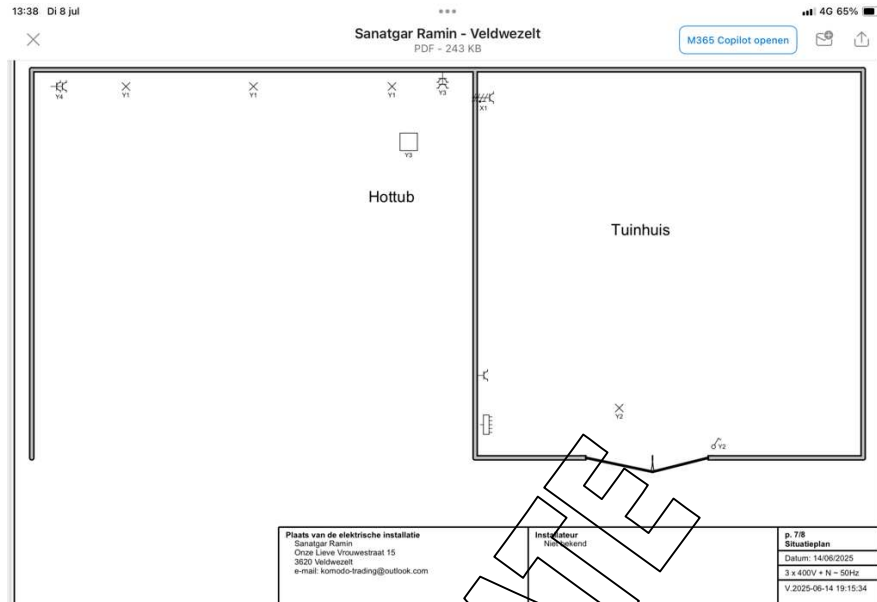 13:38 Di 8 jul
4G 65%
Sanatgar Ramin - Veldwezelt
PDF - 243 KB
M365 Copilot openen
Y4
Y1
Y1
Y1
Y3
X1
Y3
Hottub
Tuinhuis
Y2
Y2
Plaats van de elektrische installatie
Sanatgar Ramin
Onze Lieve Vrouwestraat 15
3620 Veldwezelt
e-mail: komodo-trading@outlook.com
Installateur
Niet bekend
p. 7/8
Situatieplan
Datum: 14/06/2025
3 x 400V + N ~ 50Hz
V.2025-06-14 19:15:34